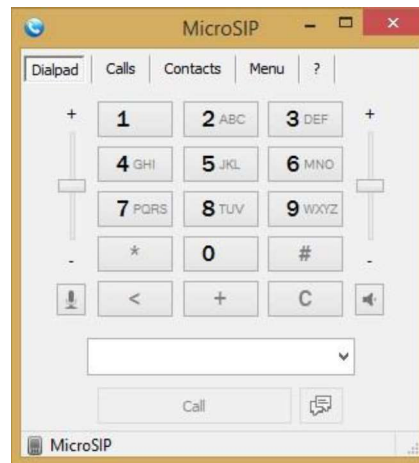 MicroSIP
Dialpad Calls Contacts Menu ?
+ 1 2 ABC 3 DEF +
4 GHI 5 JKL 6 MNO
7 PQRS 8 TUV 9 WXYZ
- * 0 # -
< + C
Call
MicroSIP